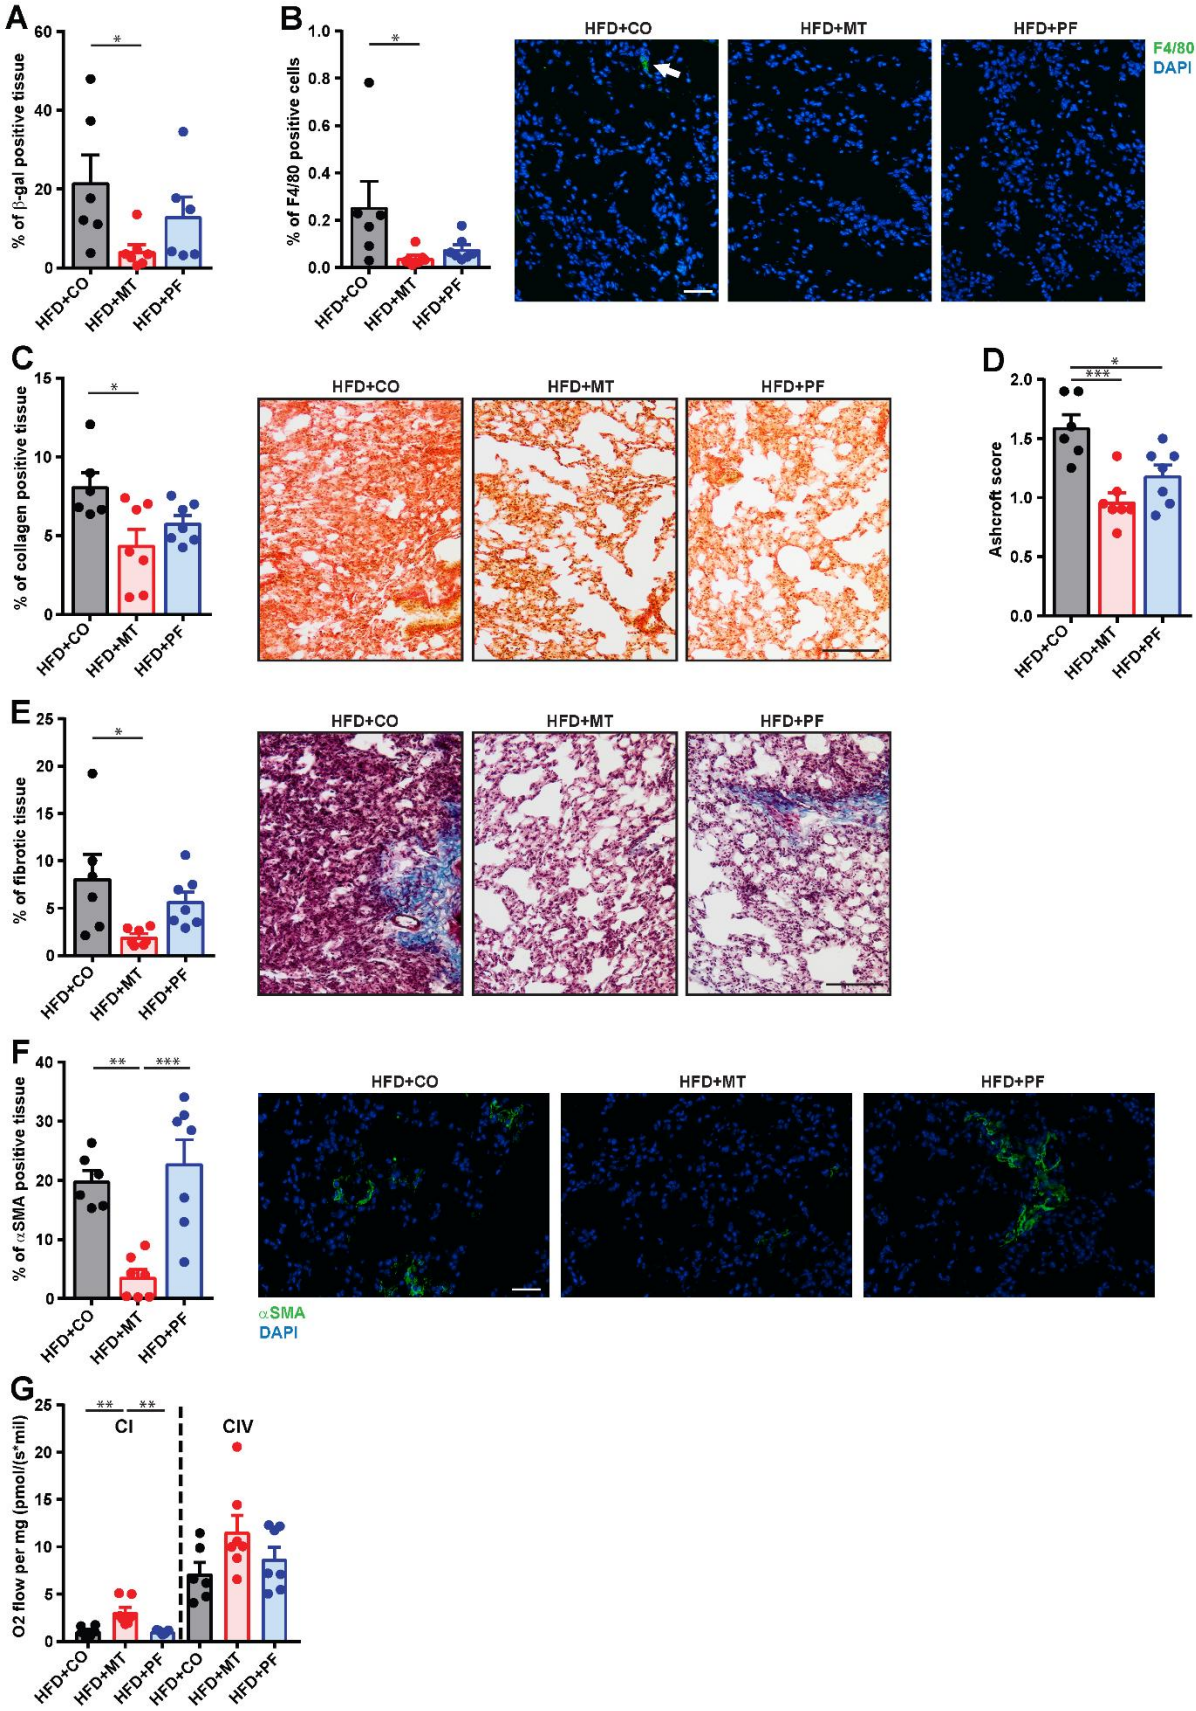 A
% of β-gal positive tissue
60
40
20
0
*
HFD+CO
HFD+MT
HFD+PF
B
% of F4/80 positive cells
1.0
0.8
0.6
0.4
0.2
0.0
*
HFD+CO
HFD+MT
HFD+PF
HFD+CO
HFD+MT
HFD+PF
F4/80
DAPI
C
% of collagen positive tissue
15
10
5
0
*
HFD+CO
HFD+MT
HFD+PF
HFD+CO
HFD+MT
HFD+PF
D
Ashcroft score
2.0
1.5
1.0
0.5
0.0
*
***
HFD+CO
HFD+MT
HFD+PF
E
% of fibrotic tissue
25
20
15
10
5
0
*
HFD+CO
HFD+MT
HFD+PF
HFD+CO
HFD+MT
HFD+PF
F
% of αSMA positive tissue
40
30
20
10
0
** ***
HFD+CO
HFD+MT
HFD+PF
HFD+CO
HFD+MT
HFD+PF
αSMA
DAPI
G
O2 flow per mg (pmol/(s*mil)
25
20
15
10
5
0
** **
CI
CIV
HFD+CO
HFD+MT
HFD+PF
HFD+CO
HFD+MT
HFD+PF